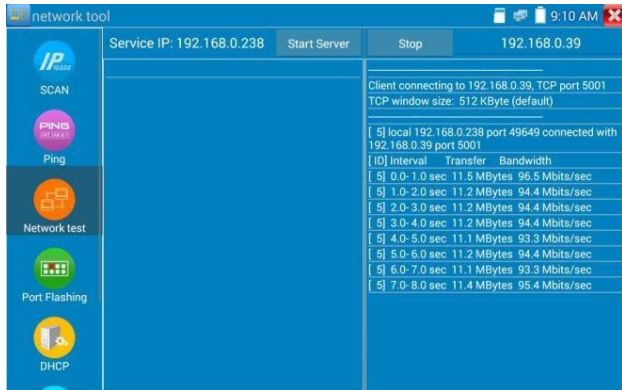 network tool
9:10 AM
Service IP: 192.168.0.238
Start Server
Stop
192.168.0.39
IP
SCAN
PING
Ping
Network test
Port Flashing
DHCP
Client connecting to 192.168.0.39, TCP port 5001
TCP window size: 512 KByte (default)
[ 5] local 192.168.0.238 port 49649 connected with
192.168.0.39 port 5001
[ ID] Interval Transfer Bandwidth
[ 5] 0.0- 1.0 sec 11.5 MBytes 96.5 Mbits/sec
[ 5] 1.0- 2.0 sec 11.2 MBytes 94.4 Mbits/sec
[ 5] 2.0- 3.0 sec 11.2 MBytes 94.4 Mbits/sec
[ 5] 3.0- 4.0 sec 11.2 MBytes 94.4 Mbits/sec
[ 5] 4.0- 5.0 sec 11.1 MBytes 93.3 Mbits/sec
[ 5] 5.0- 6.0 sec 11.2 MBytes 94.4 Mbits/sec
[ 5] 6.0- 7.0 sec 11.1 MBytes 93.3 Mbits/sec
[ 5] 7.0- 8.0 sec 11.4 MBytes 95.4 Mbits/sec